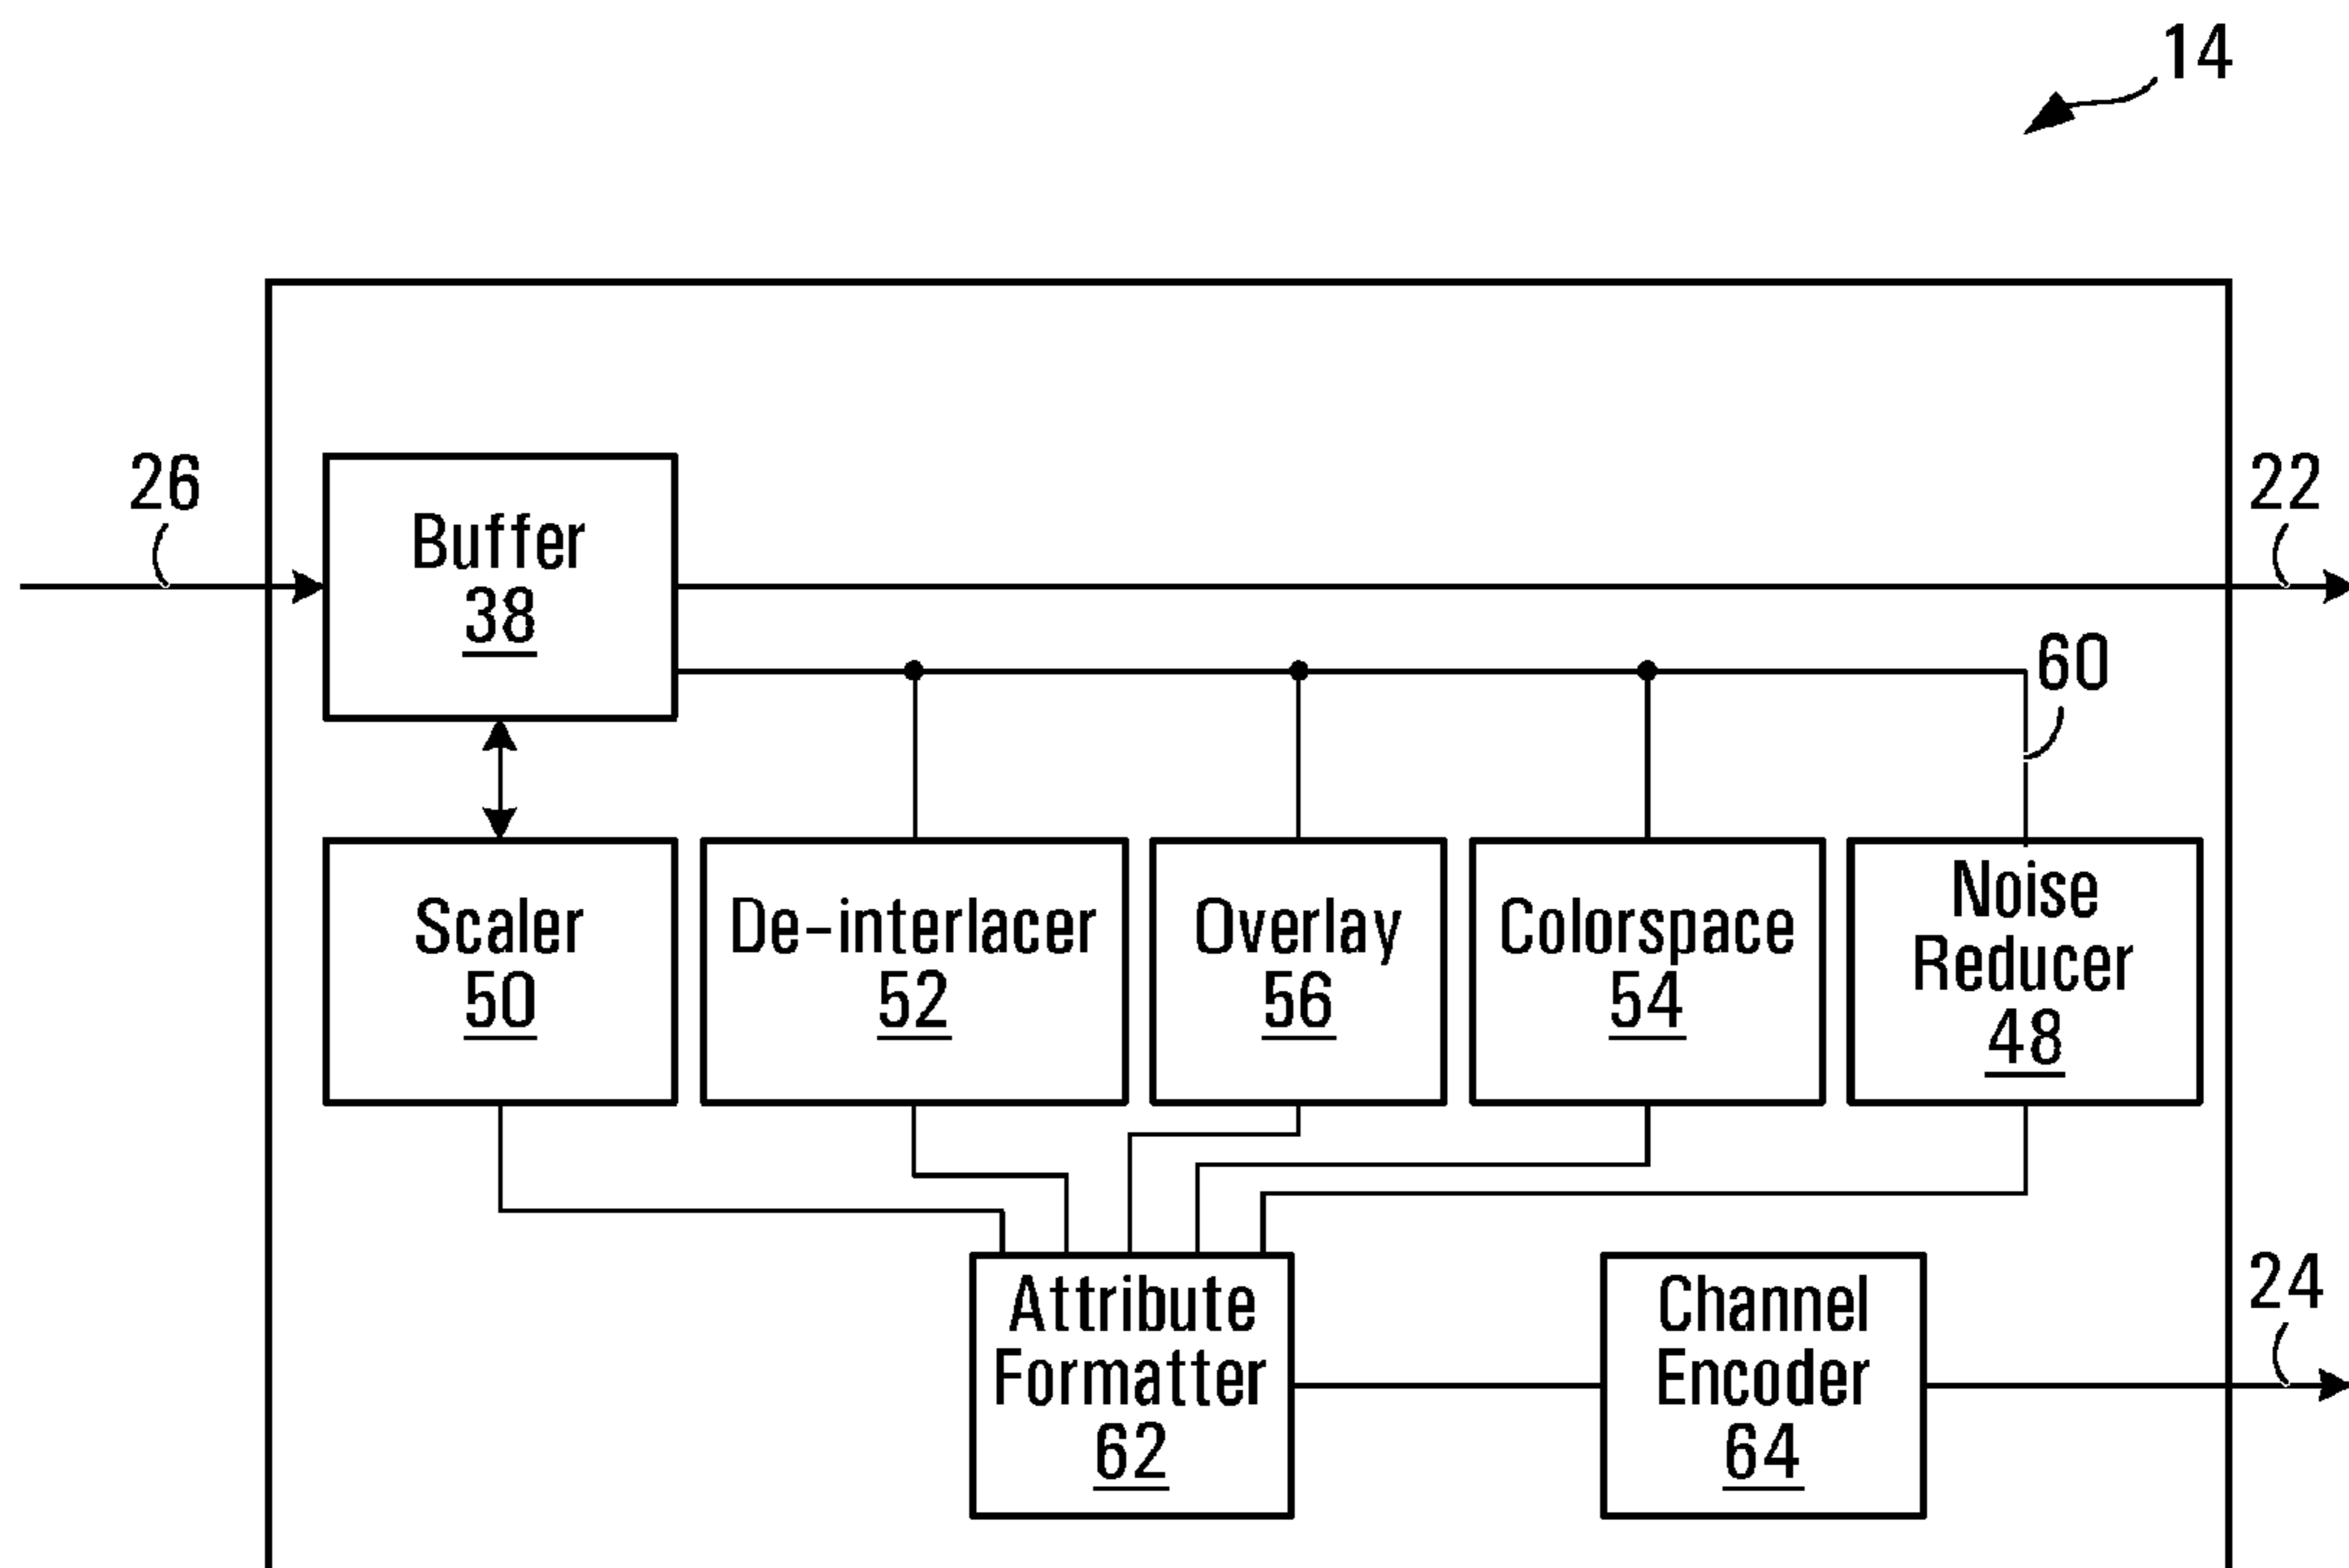 14
26
22
Buffer
38
60
Scaler
50
De-interlacer
52
Overlay
56
Colorspace
54
Noise
Reducer
48
Attribute
Formatter
62
Channel
Encoder
64
24